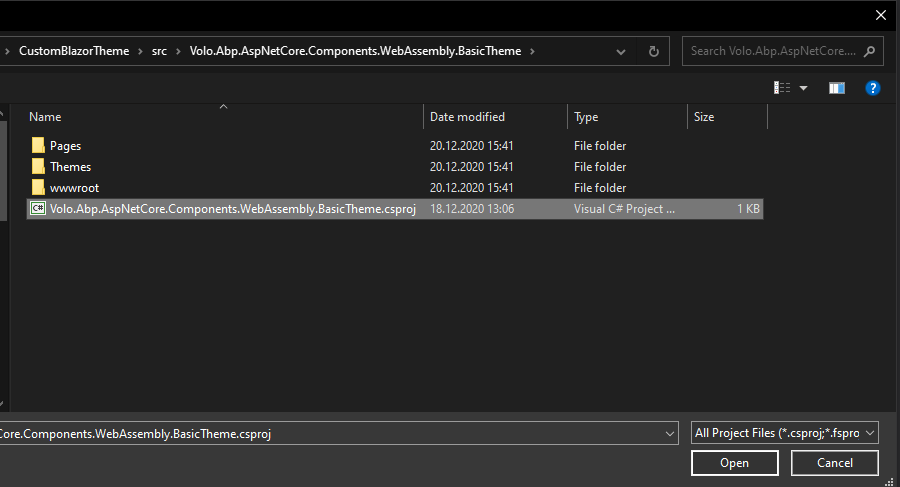 CustomBlazorTheme › src › Volo.Abp.AspNetCore.Components.WebAssembly.BasicTheme ›
Search Volo.Abp.AspNetCore....
?
Name Date modified Type Size
Pages 20.12.2020 15:41 File folder
Themes 20.12.2020 15:41 File folder
wwwroot 20.12.2020 15:41 File folder
C# Volo.Abp.AspNetCore.Components.WebAssembly.BasicTheme.csproj 18.12.2020 13:06 Visual C# Project ... 1 KB
Core.Components.WebAssembly.BasicTheme.csproj
All Project Files (*.csproj;*.fspro
Open Cancel